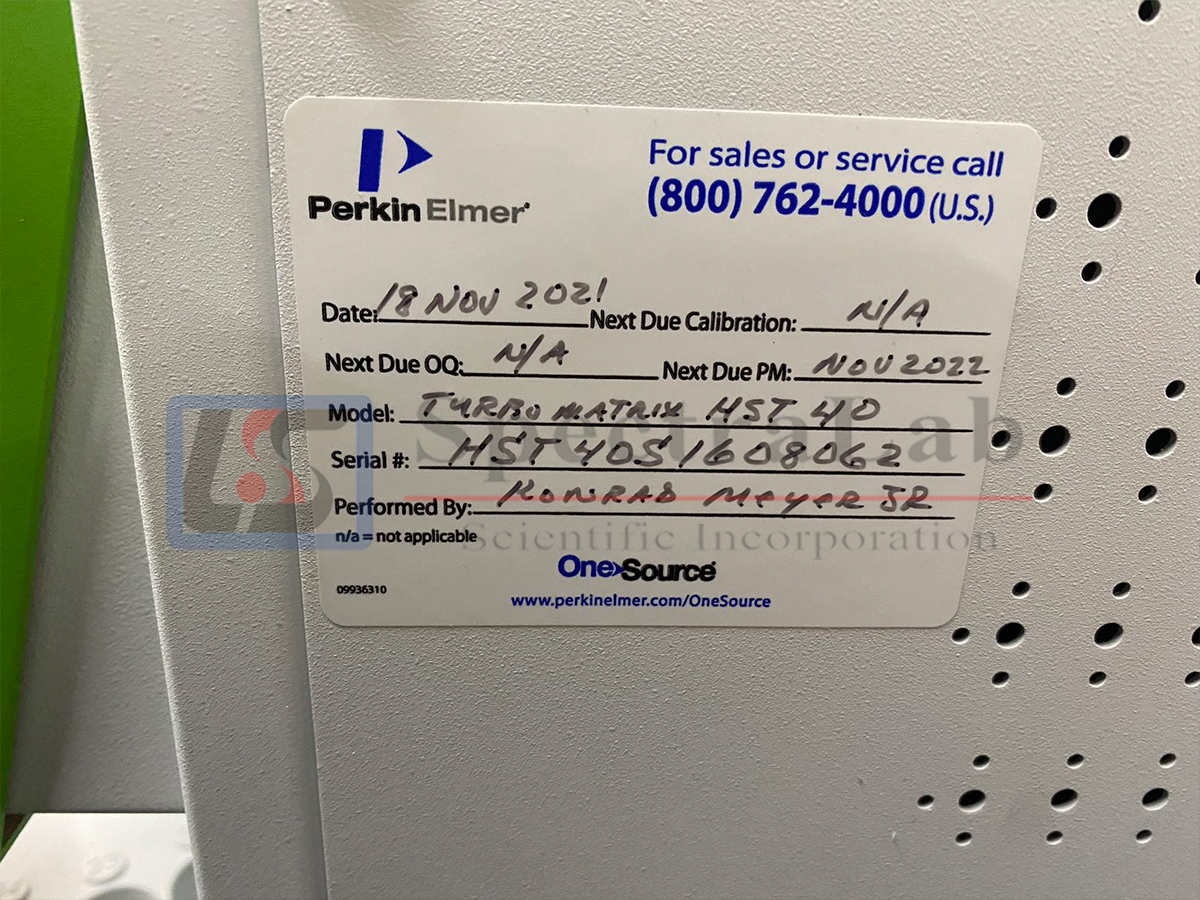 PerkinElmer
For sales or service call
(800) 762-4000 (U.S.)
Date: 18 NOV 2021 Next Due Calibration: N/A
Next Due OQ: N/A Next Due PM: NOV 2022
Model: TURBO MATRIX HST 40
Serial #: HST 40S1608062
Performed By: KONRAD MEYER JR
n/a = not applicable
OneSource
09936310
www.perkinelmer.com/OneSource
SpectraLab
Scientific Incorporation